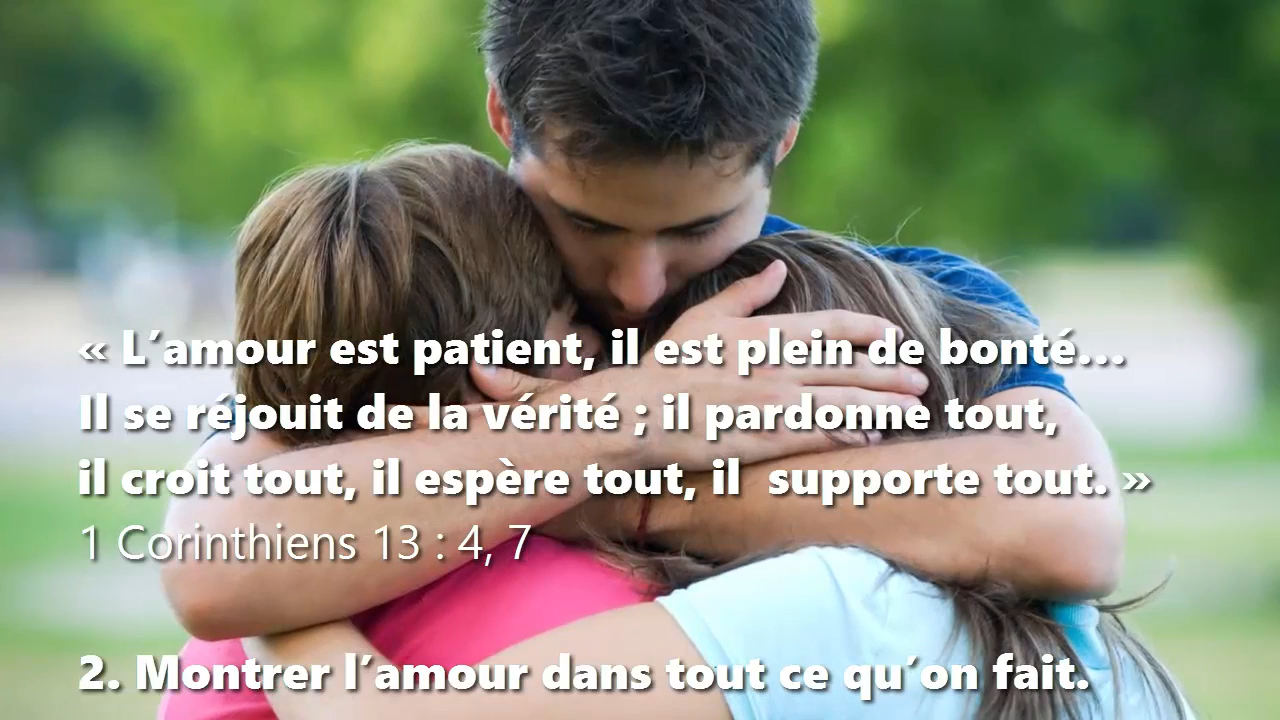 « L’amour est patient, il est plein de bonté...
Il se réjouit de la vérité ; il pardonne tout,
il croit tout, il espère tout, il  supporte tout. »
1 Corinthiens 13 : 4, 7
2. Montrer l’amour dans tout ce qu’on fait.